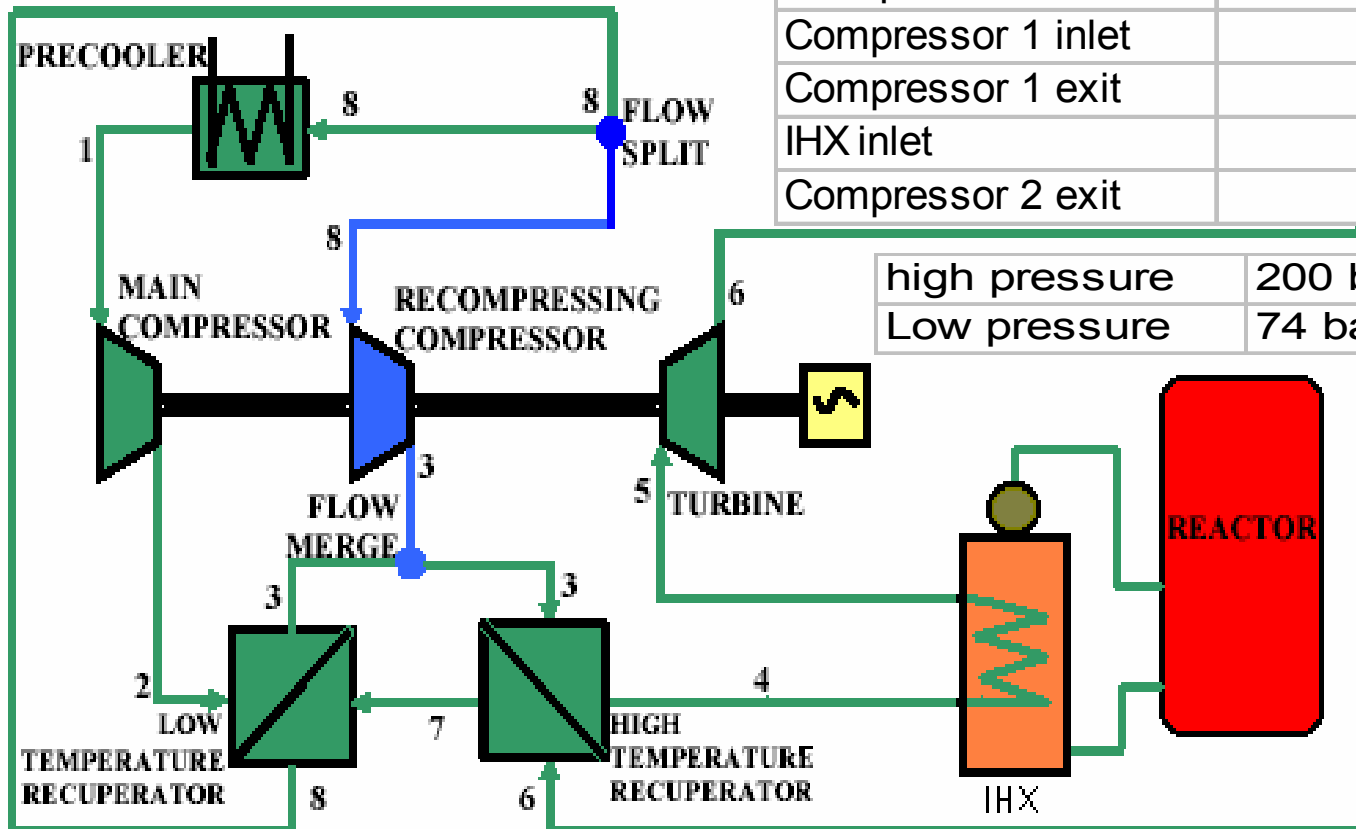 Compressor 1 inlet
Compressor 1 exit
IHX inlet
Compressor 2 exit
high pressure 200 b
Low pressure 74 ba
PRECOOLER
8
8
FLOW
SPLIT
1
8
MAIN
COMPRESSOR
RECOMPRESSING
COMPRESSOR
6
3
5
TURBINE
FLOW
MERGE
REACTOR
3
3
2
4
7
LOW
TEMPERATURE
RECUPERATOR
8
6
HIGH
TEMPERATURE
RECUPERATOR
IHX